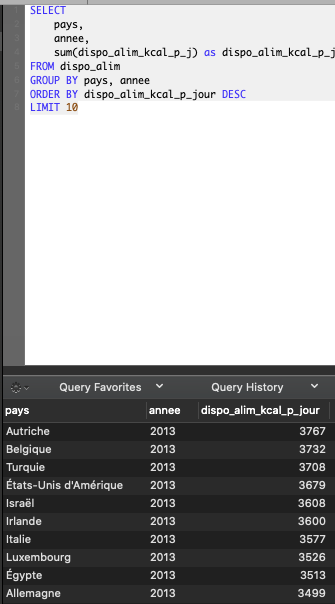 SELECT
pays,
annee,
sum(dispo_alim_kcal_p_j) as dispo_alim_kcal_p_j
FROM dispo_alim
GROUP BY pays, annee
ORDER BY dispo_alim_kcal_p_jour DESC
LIMIT 10
Query Favorites Query History
pays annee dispo_alim_kcal_p_jour
Autriche 2013 3767
Belgique 2013 3732
Turquie 2013 3708
États-Unis d'Amérique 2013 3679
Israël 2013 3608
Irlande 2013 3600
Italie 2013 3577
Luxembourg 2013 3526
Égypte 2013 3513
Allemagne 2013 3499